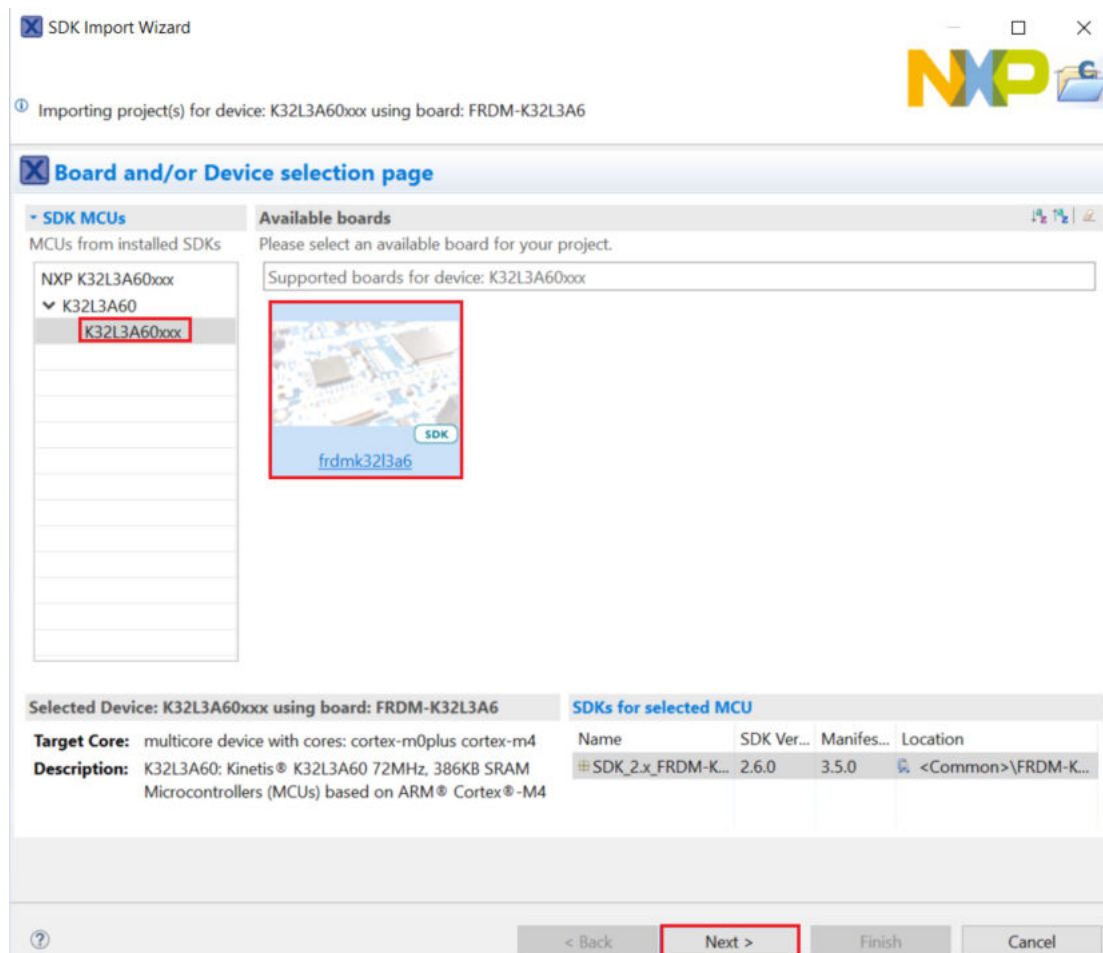 SDK Import Wizard
NXP
Importing project(s) for device: K32L3A60xxx using board: FRDM-K32L3A6
Board and/or Device selection page
SDK MCUs
MCUs from installed SDKs
NXP K32L3A60xxx
K32L3A60
K32L3A60xxx
Available boards
Please select an available board for your project.
Supported boards for device: K32L3A60xxx
SDK
frdmk32l3a6
Selected Device: K32L3A60xxx using board: FRDM-K32L3A6
Target Core: multicore device with cores: cortex-m0plus cortex-m4
Description: K32L3A60: Kinetis® K32L3A60 72MHz, 386KB SRAM
Microcontrollers (MCUs) based on ARM® Cortex®-M4
SDKs for selected MCU
Name SDK Ver... Manifes... Location
SDK_2.x_FRDM-K... 2.6.0 3.5.0 <Common>\FRDM-K...
< Back Next > Finish Cancel